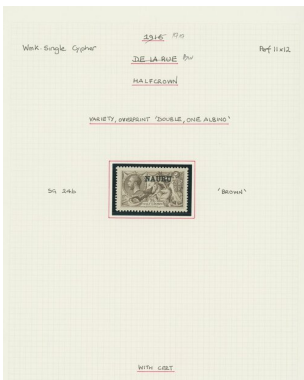 1915
Wmk. Single Cypher Perf 11x12
DE LA RUE
HALFCROWN
VARIETY, OVERPRINT 'DOUBLE, ONE ALBINO'
NAURU
SG 24b 'BROWN'
WITH CERT